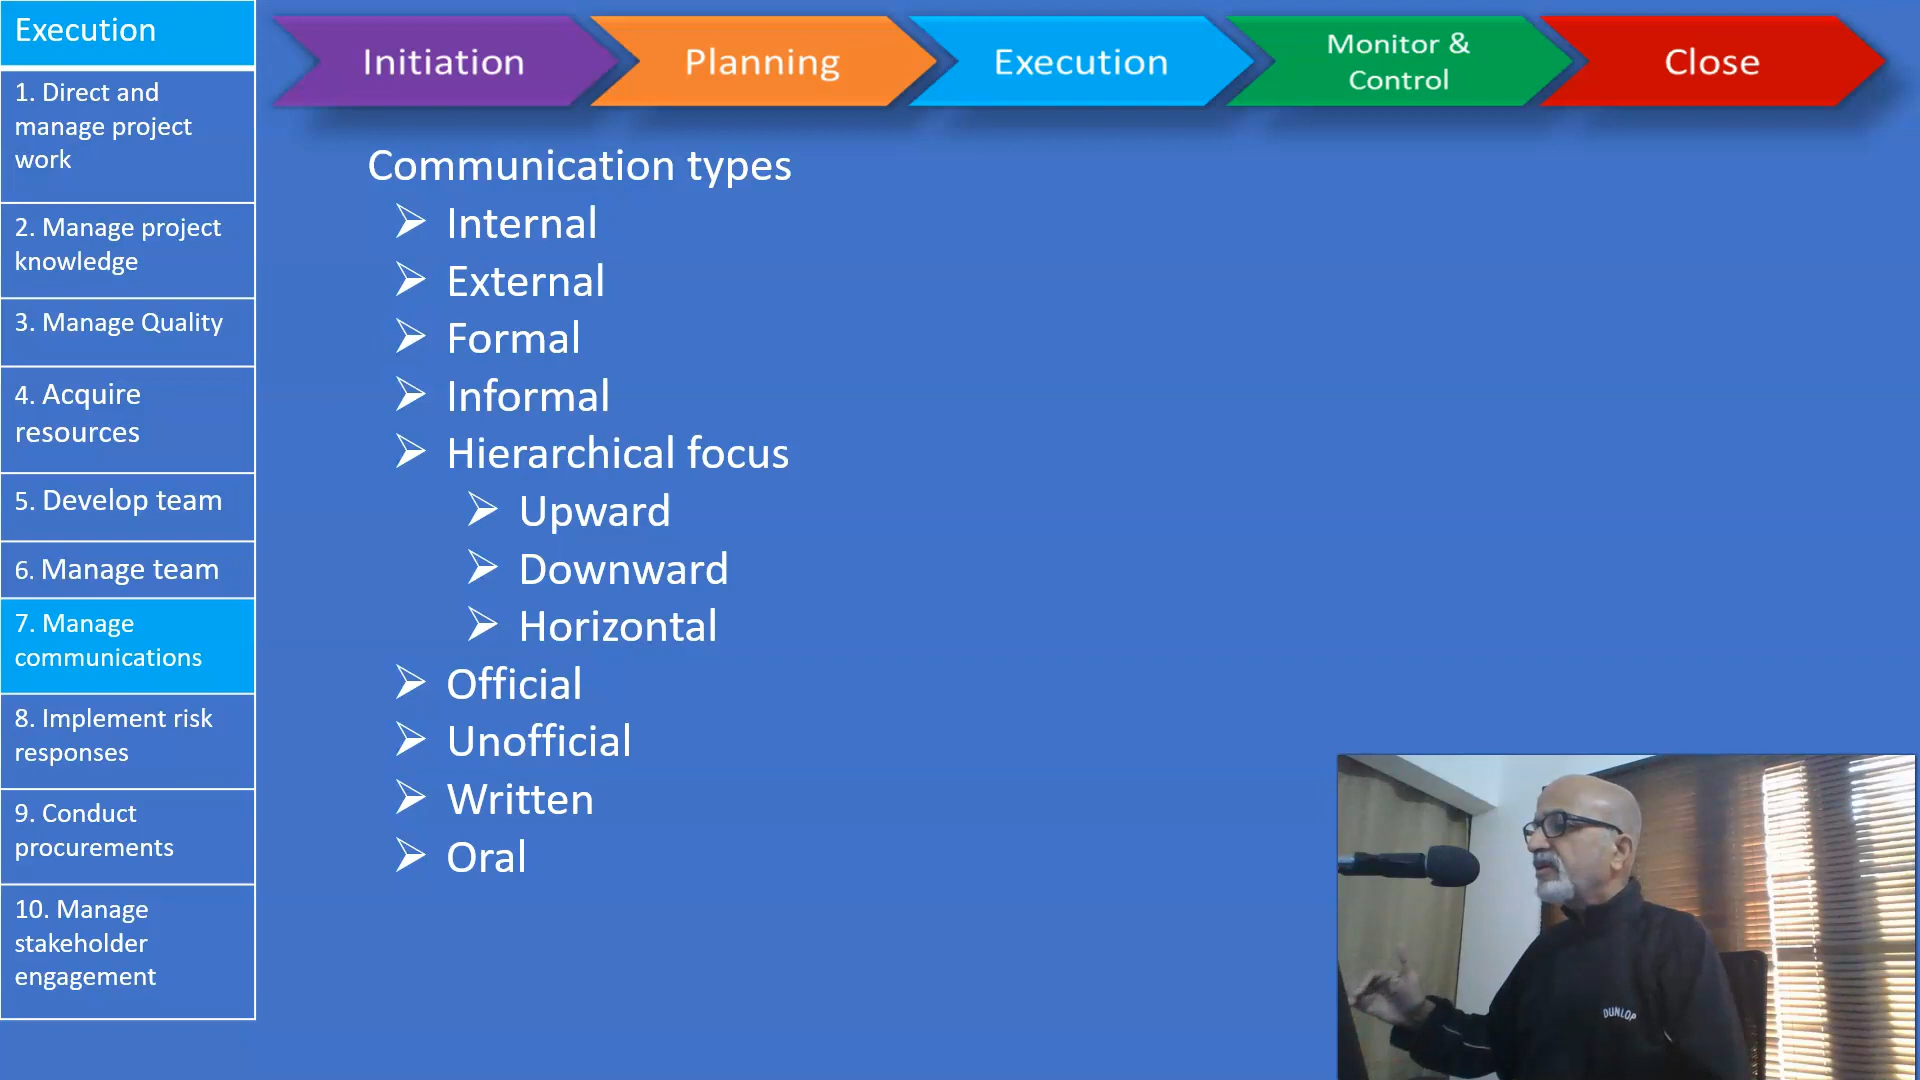 Execution
1. Direct and
manage project
work
2. Manage project
knowledge
3. Manage Quality
4. Acquire
resources
5. Develop team
6. Manage team
7. Manage
communications
8. Implement risk
responses
9. Conduct
procurements
10. Manage
stakeholder
engagement
Initiation
Planning
Execution
Monitor &
Control
Close
Communication types
Internal
External
Formal
Informal
Hierarchical focus
Upward
Downward
Horizontal
Official
Unofficial
Written
Oral
DUNLOP